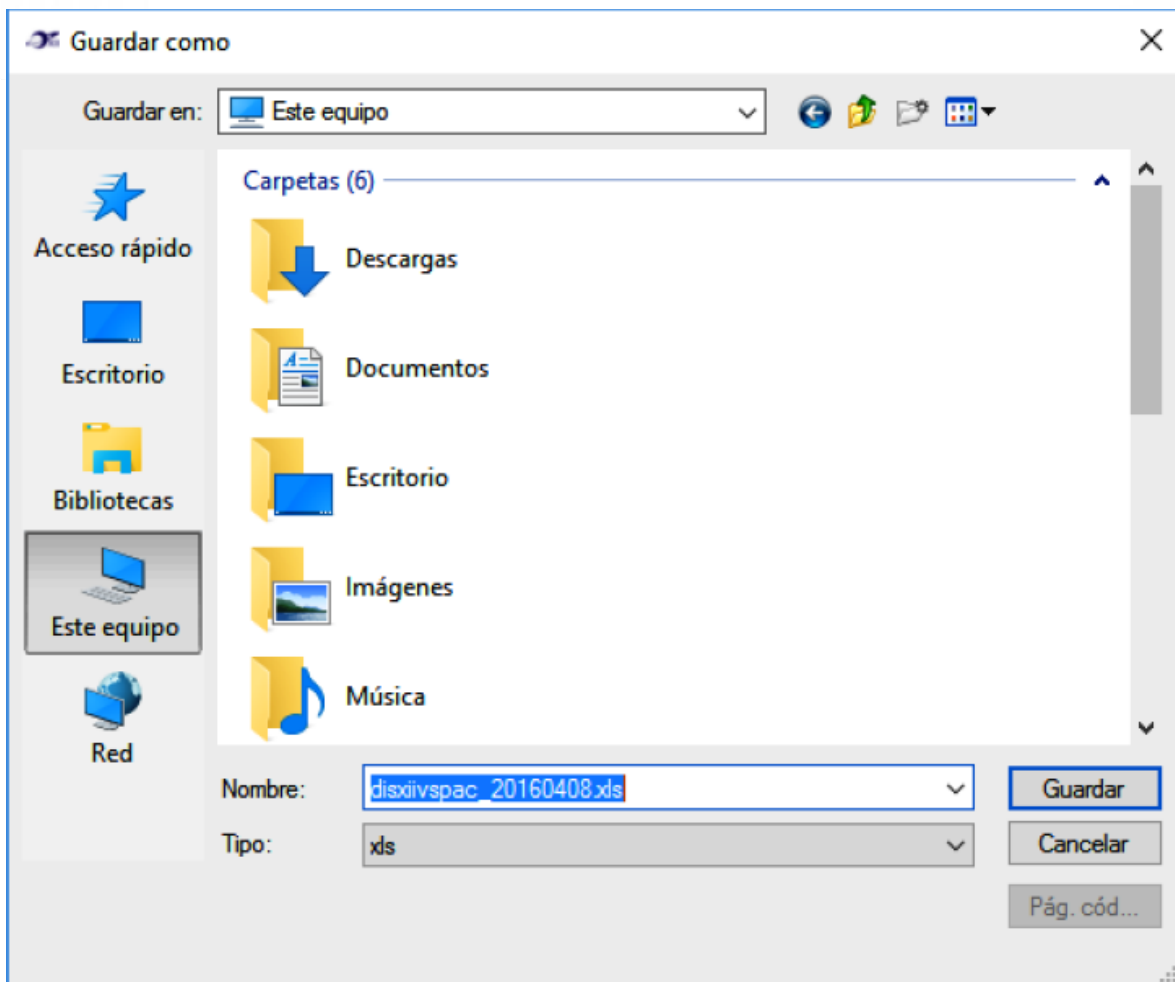 Guardar como
Guardar en: Este equipo
Carpetas (6)
Acceso rápido
Escritorio
Bibliotecas
Este equipo
Red
Descargas
Documentos
Escritorio
Imágenes
Música
Nombre: disxiivspac_20160408.xls Guardar
Tipo: xls Cancelar
Pág. cód...